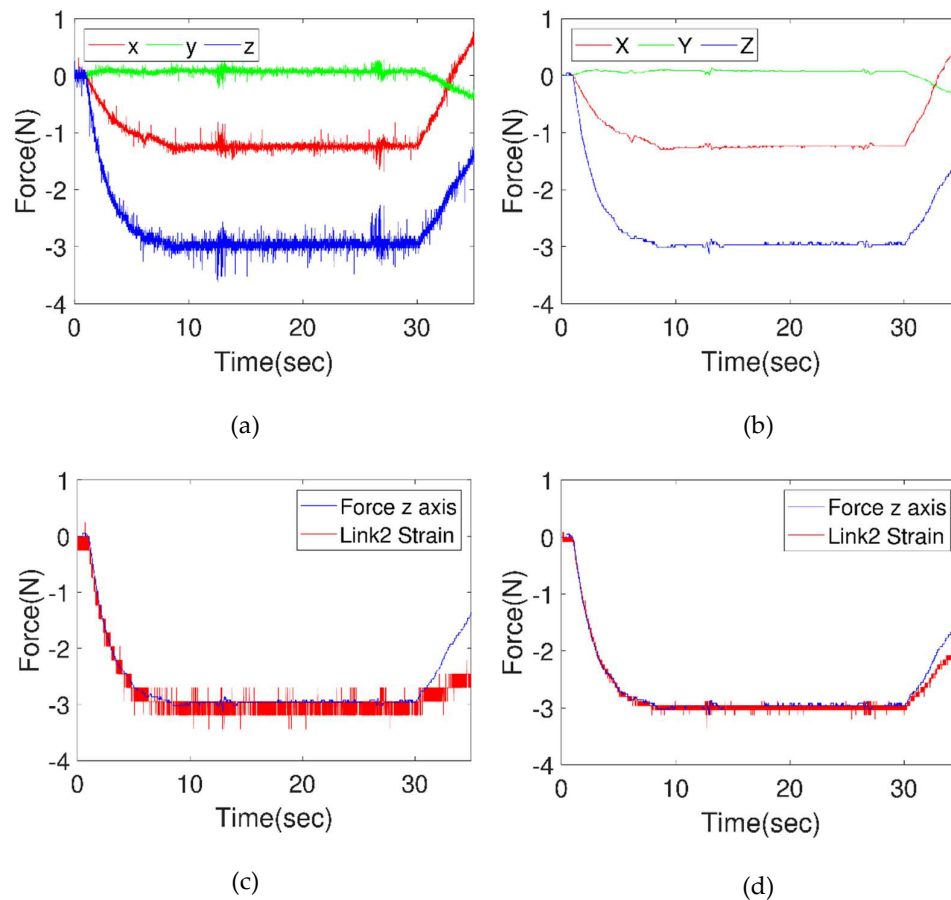 x y z
1
0
-1
-2
-3
-4
Force(N)
0 10 20 30
Time(sec)
(a)
X Y Z
1
0
-1
-2
-3
-4
Force(N)
0 10 20 30
Time(sec)
(b)
Force z axis
Link2 Strain
1
0
-1
-2
-3
-4
Force(N)
0 10 20 30
Time(sec)
(c)
Force z axis
Link2 Strain
1
0
-1
-2
-3
-4
Force(N)
0 10 20 30
Time(sec)
(d)